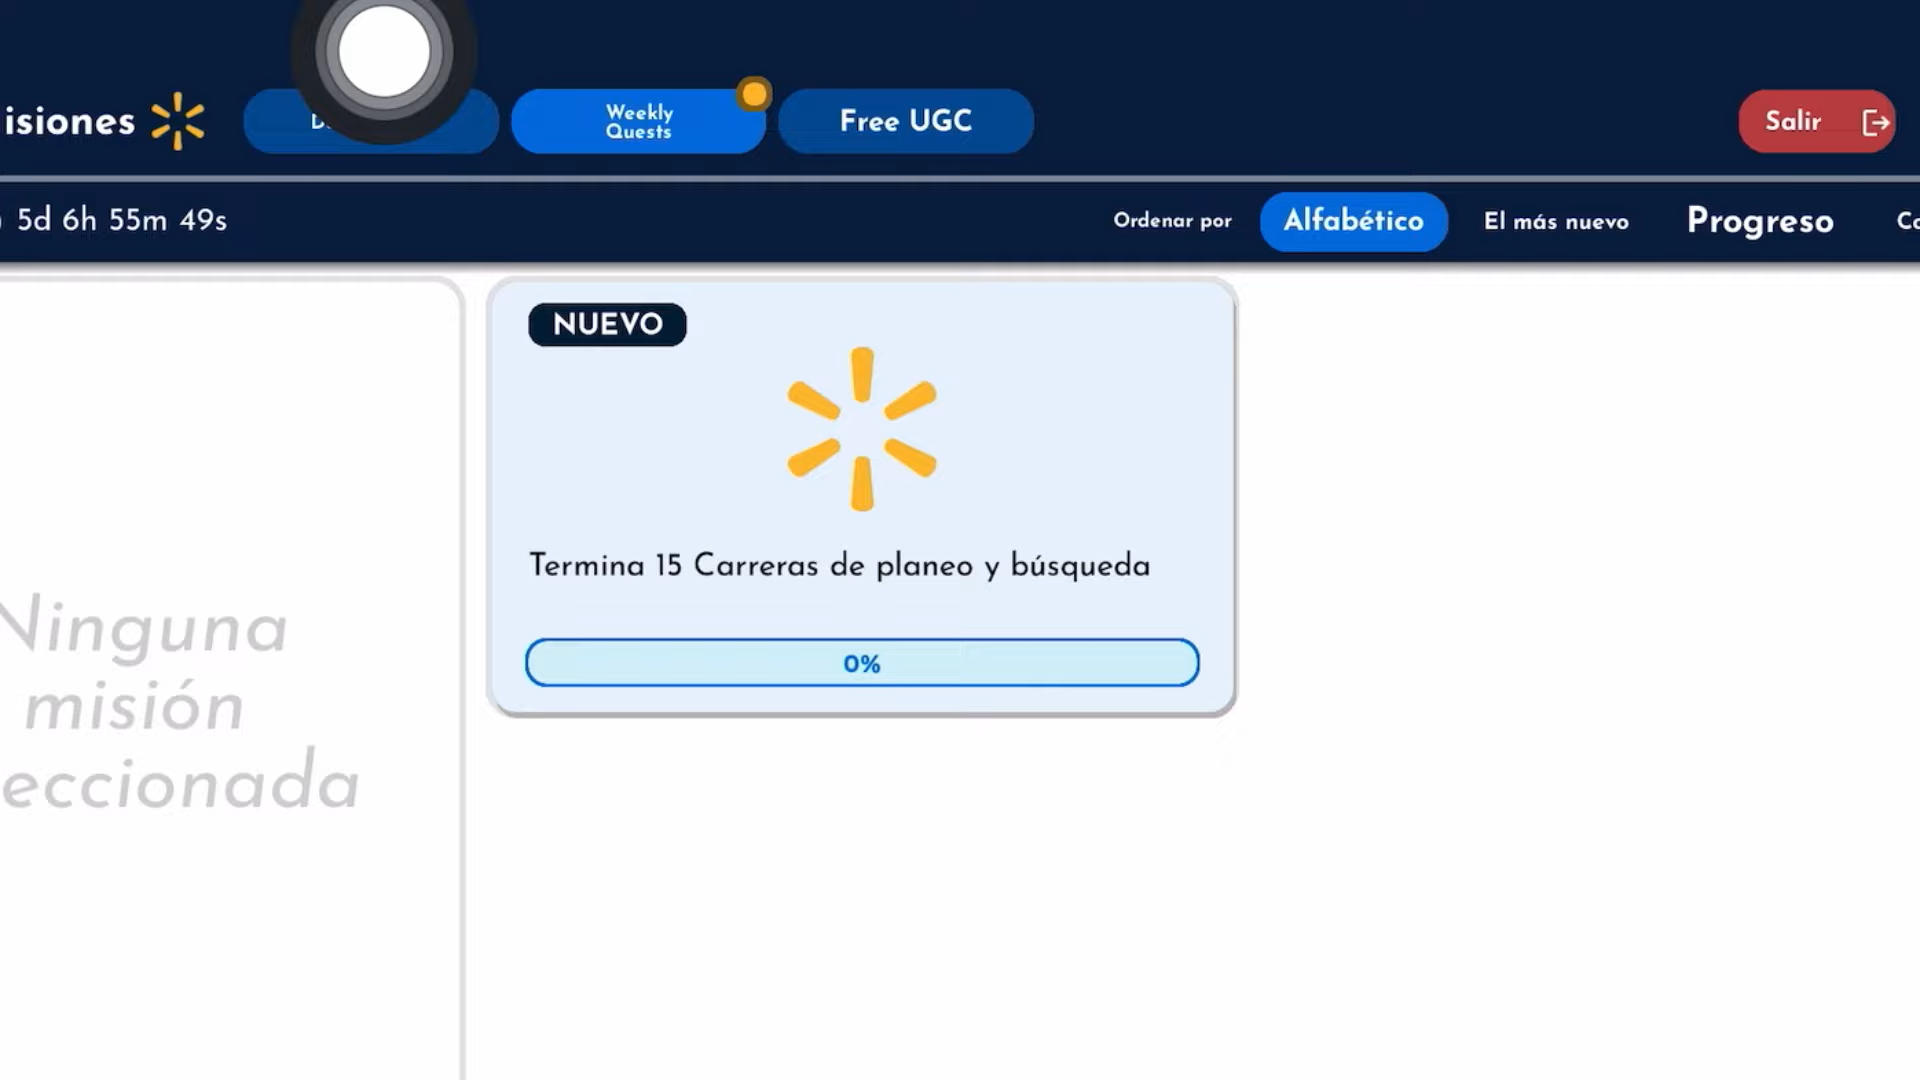 isiones
Weekly
Quests
Free UGC
Salir
5d 6h 55m 49s
Ordenar por
Alfabético
El más nuevo
Progreso
NUEVO
Termina 15 Carreras de planeo y búsqueda
0%
Ninguna
misión
eccionada